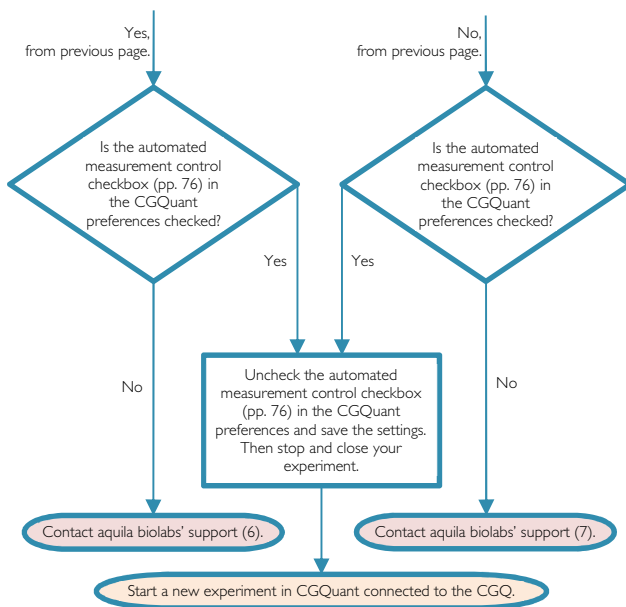 Yes,
from previous page.
No,
from previous page.
Is the automated
measurement control
checkbox (pp. 76) in
the CGQuant
preferences checked?
Is the automated
measurement control
checkbox (pp. 76) in
the CGQuant
preferences checked?
Yes
Yes
No
No
Uncheck the automated
measurement control checkbox
(pp. 76) in the CGQuant
preferences and save the settings.
Then stop and close your
experiment.
Contact aquila biolabs' support (6).
Contact aquila biolabs' support (7).
Start a new experiment in CGQuant connected to the CGQ.